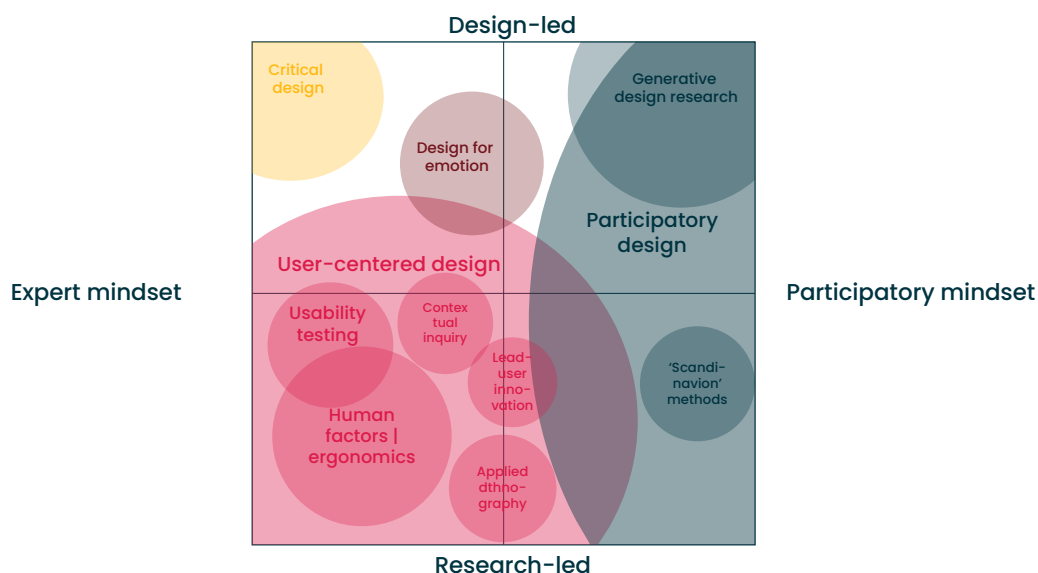 Design-led
Critical
design
Generative
design research
Design for
emotion
Participatory
design
User-centered design
Expert mindset
Participatory mindset
Usability
testing
Contex
tual
inquiry
Lead-
user
inno-
vation
'Scandi-
navion'
methods
Human
factors |
ergonomics
Applied
dthno-
graphy
Research-led